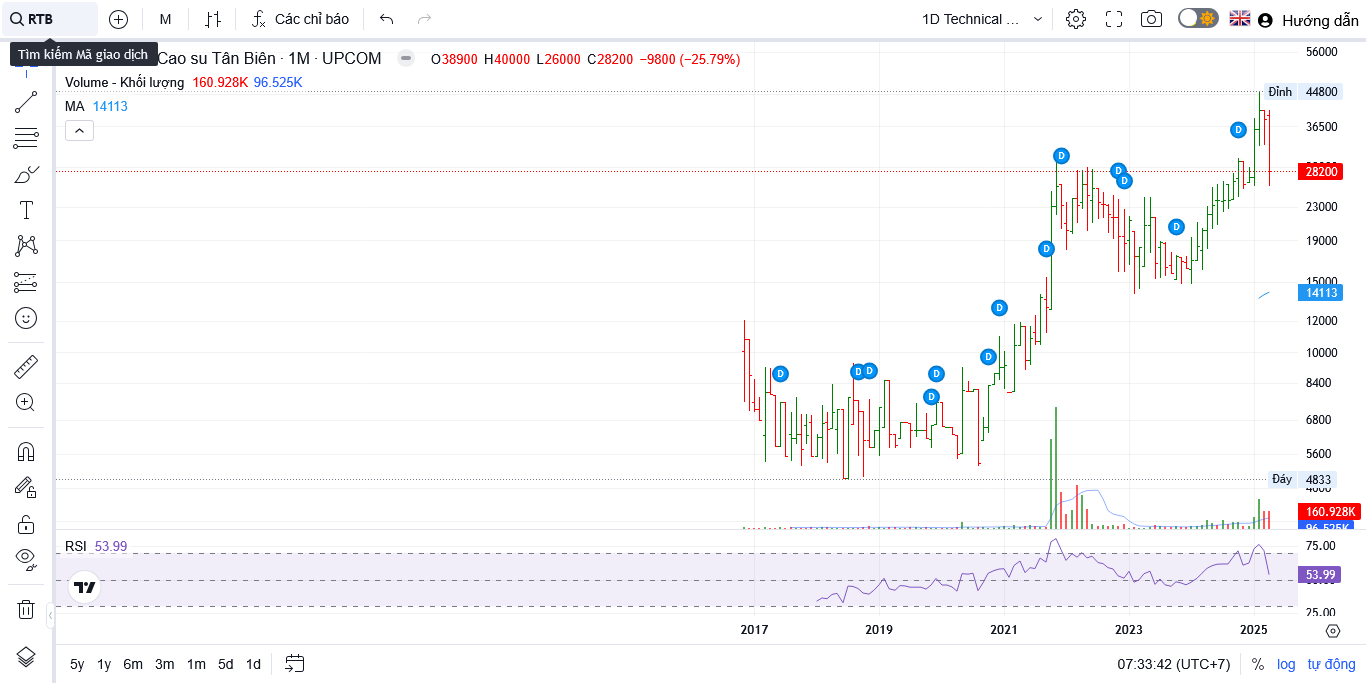 RTB
M
Các chỉ báo
1D Technical ...
Hướng dẫn
Tìm kiếm Mã giao dịch
Cao su Tân Biên · 1M · UPCOM
O38900 H40000 L26000 C28200 −9800 (−25.79%)
Volume - Khối lượng 160.928K 96.525K
MA 14113
56000
Đỉnh 44800
36500
28200
23000
19000
15000
14113
12000
10000
8400
6800
5600
Đáy 4833
4000
160.928K
96.525K
D
D
D
D
D
D
D
D
D
D
D
D
D
RSI 53.99
75.00
53.99
25.00
2017 2019 2021 2023 2025
5y 1y 6m 3m 1m 5d 1d
07:33:42 (UTC+7) % log tự động